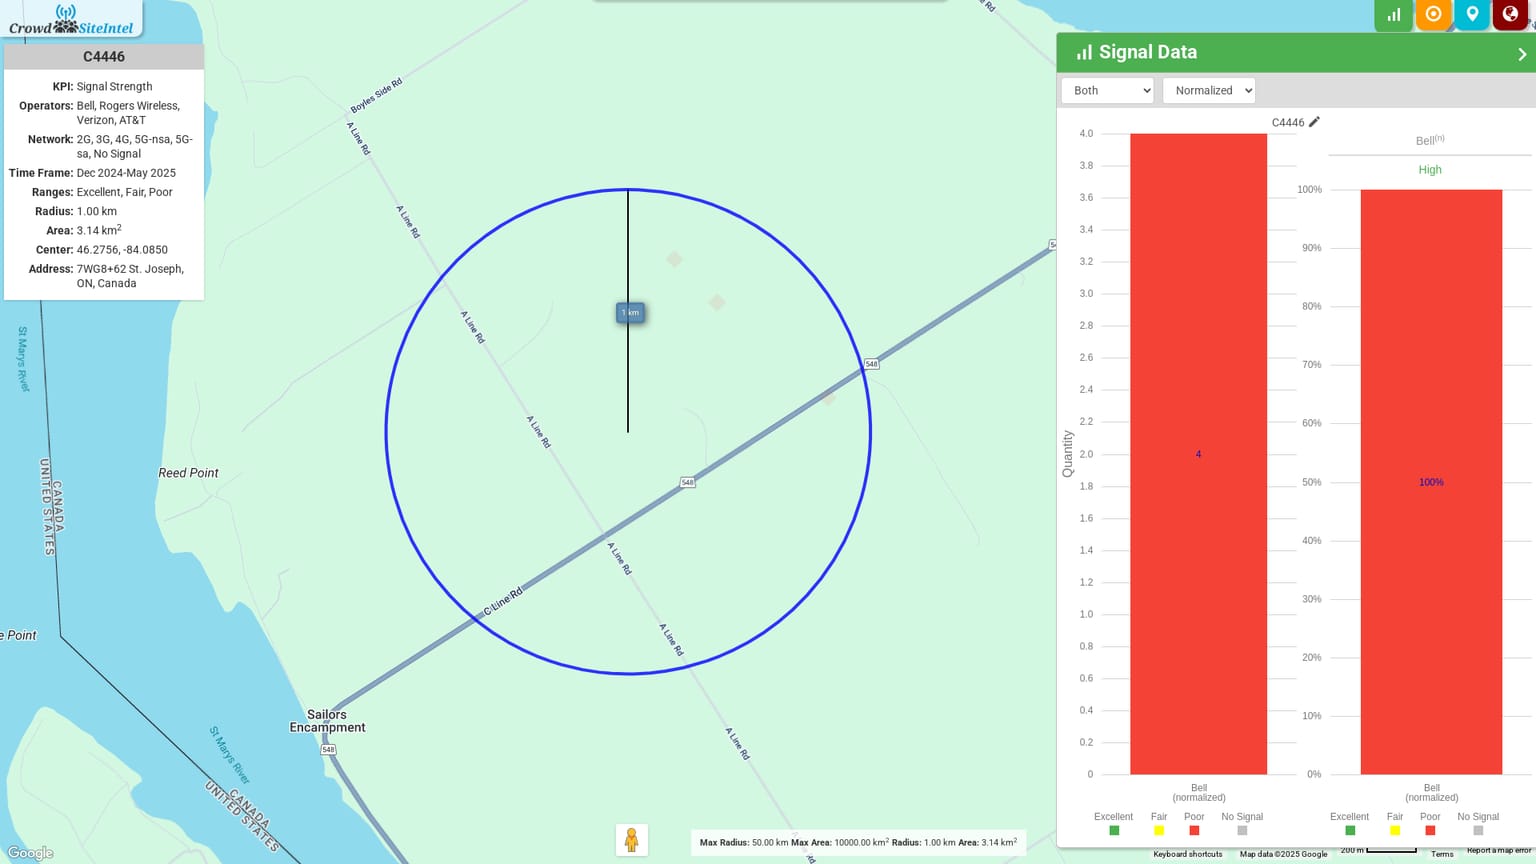 Crowd SiteIntel
C4446
KPI: Signal Strength
Operators: Bell, Rogers Wireless,
Verizon, AT&T
Network: 2G, 3G, 4G, 5G-nsa, 5G-
sa, No Signal
Time Frame: Dec 2024-May 2025
Ranges: Excellent, Fair, Poor
Radius: 1.00 km
Area: 3.14 km²
Center: 46.2756, -84.0850
Address: 7WG8+62 St. Joseph,
ON, Canada
Boyles Side Rd
A Line Rd
A Line Rd
A Line Rd
A Line Rd
A Line Rd
A Line Rd
A Line Rd
Rd
1 km
548
548
C Line Rd
Reed Point
St Marys River
CANADA
UNITED STATES
e Point
Sailors
Encampment
548
St Marys River
CANADA
UNITED STATES
Google
Max Radius: 50.00 km Max Area: 10000.00 km² Radius: 1.00 km Area: 3.14 km²
Signal Data
Both
Normalized
C4446
Quantity
4.0
3.8
3.6
3.4
3.2
3.0
2.8
2.6
2.4
2.2
2.0
1.8
1.6
1.4
1.2
1.0
0.8
0.6
0.4
0.2
0
4
Bell
(normalized)
Excellent Fair Poor No Signal
Bell(n)
High
100%
90%
80%
70%
60%
50%
40%
30%
20%
10%
0%
100%
Bell
(normalized)
Excellent Fair Poor No Signal
Keyboard shortcuts
Map data ©2025 Google
200 m
Terms
Report a map error